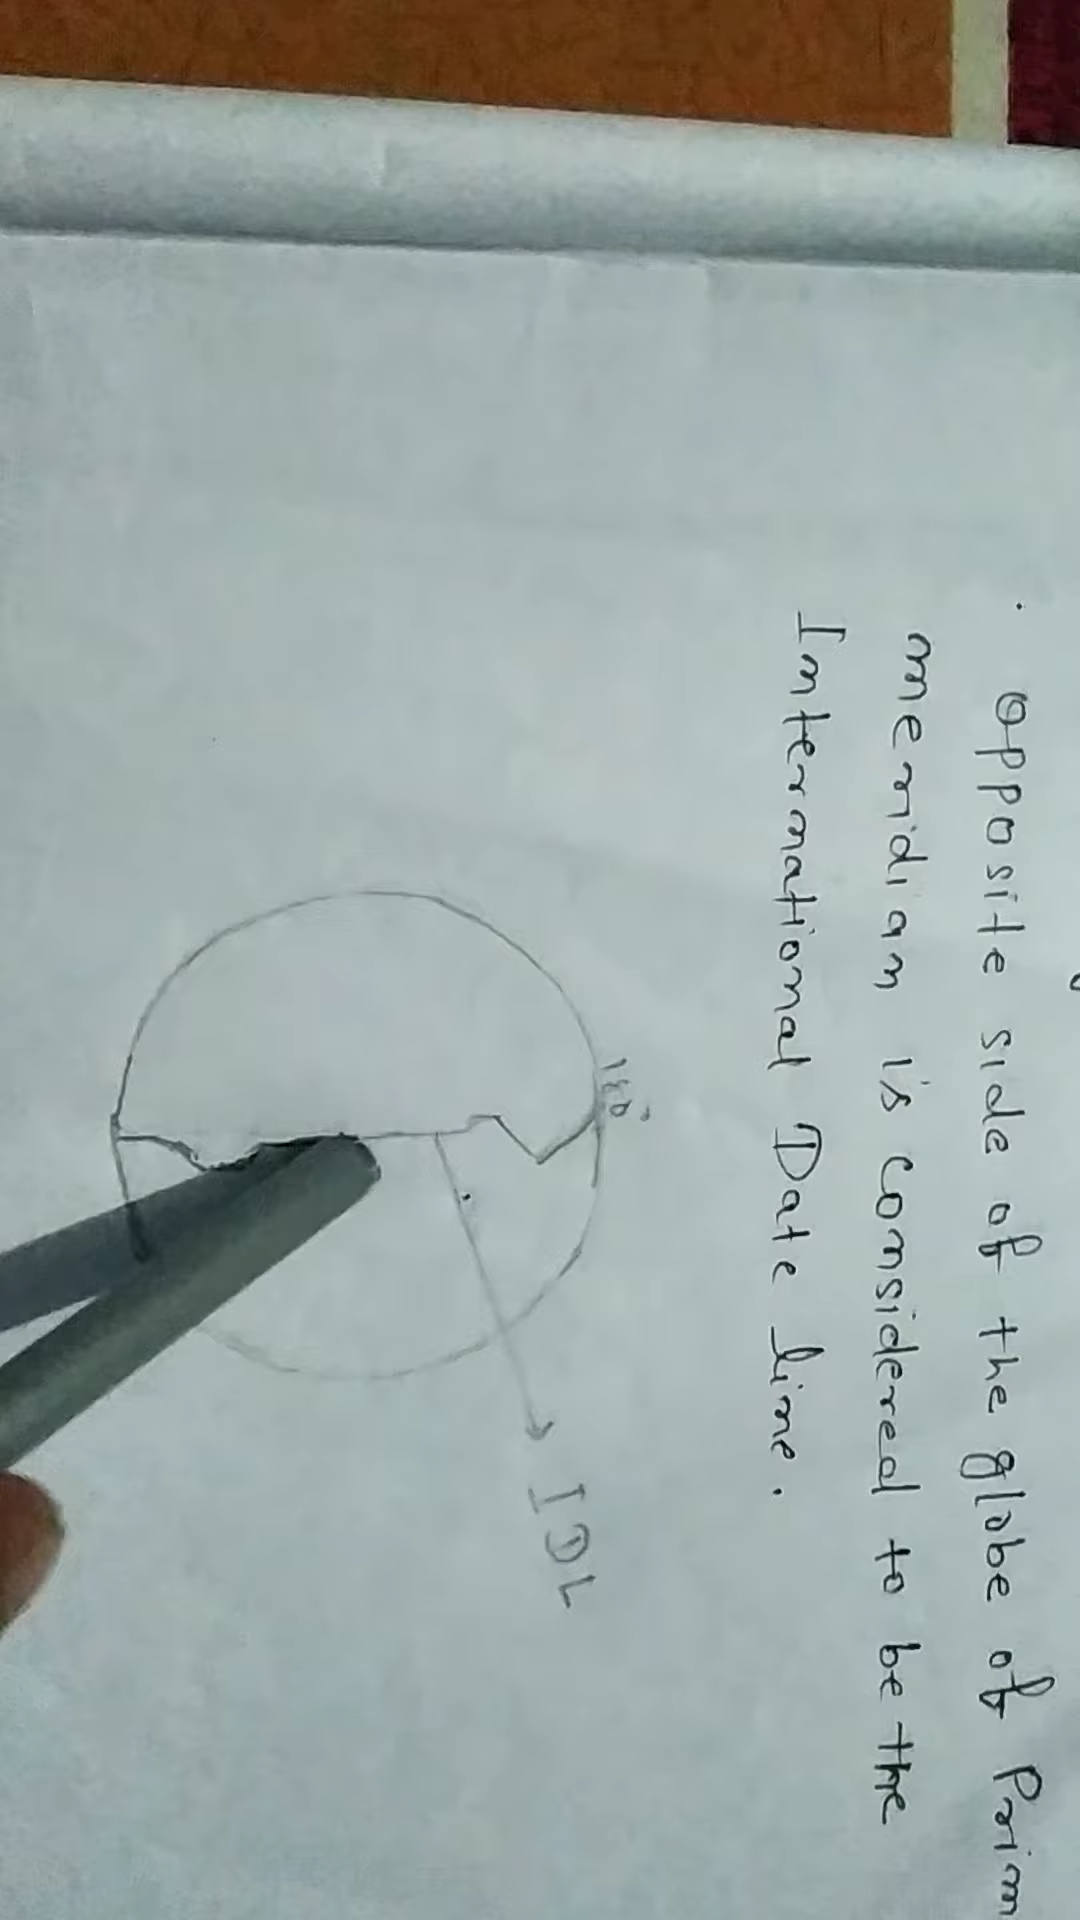 . opposite side of the globe of Prim
meridian is considered to be the
International Date line.
180°
IDL